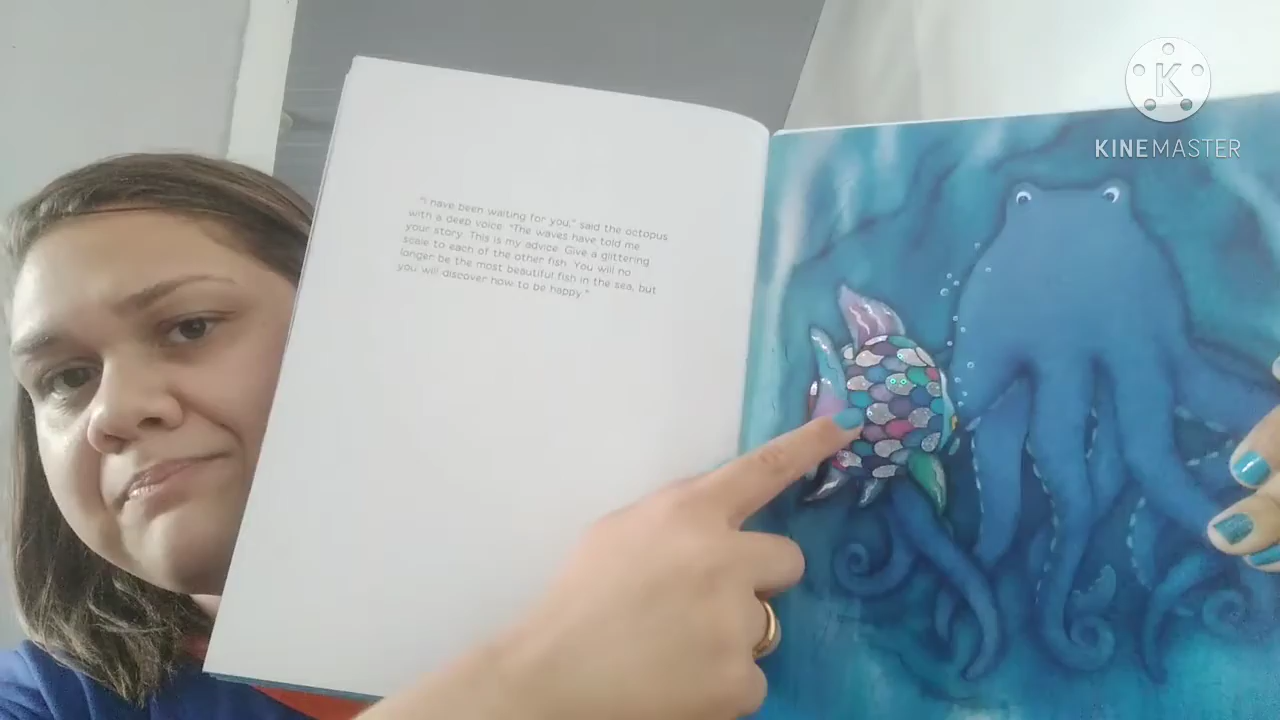 "I have been waiting for you," said the octopus
with a deep voice. "The waves have told me
your story. This is my advice. Give a glittering
scale to each of the other fish. You will no
longer be the most beautiful fish in the sea, but
you will discover how to be happy."
K
KINEMASTER